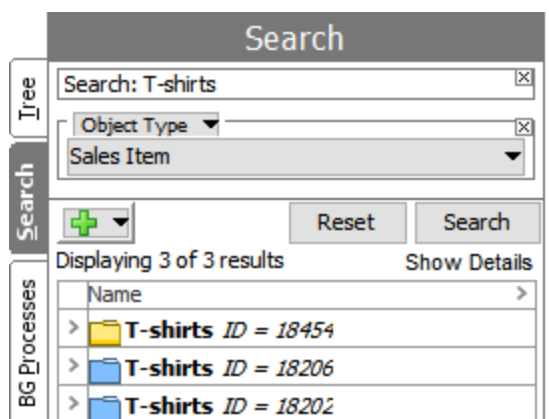 Search
Tree
Search
BG Processes
Search: T-shirts
Object Type
Sales Item
Reset Search
Displaying 3 of 3 results Show Details
Name
T-shirts ID = 18454
T-shirts ID = 18206
T-shirts ID = 18202